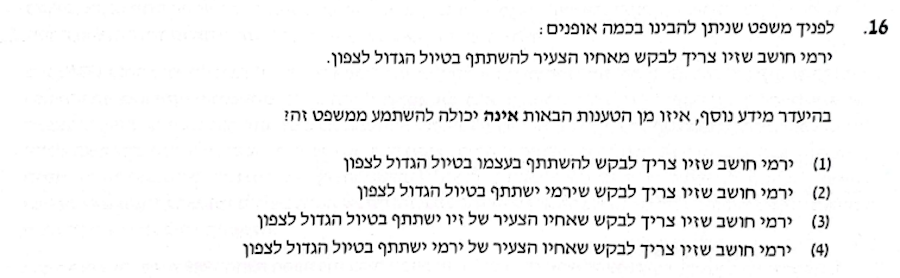 16. לפניך משפט שניתן להבינו בכמה אופנים:
ירמי חושב שזיו צריך לבקש מאחיו הצעיר להשתתף בטיול הגדול לצפון.
בהיעדר מידע נוסף, איזו מן הטענות הבאות אינה יכולה להשתמע ממשפט זה?
(1) ירמי חושב שזיו צריך לבקש להשתתף בעצמו בטיול הגדול לצפון
(2) ירמי חושב שזיו צריך לבקש שירמי ישתתף בטיול הגדול לצפון
(3) ירמי חושב שזיו צריך לבקש שאחיו הצעיר של זיו ישתתף בטיול הגדול לצפון
(4) ירמי חושב שזיו צריך לבקש שאחיו הצעיר של ירמי ישתתף בטיול הגדול לצפון